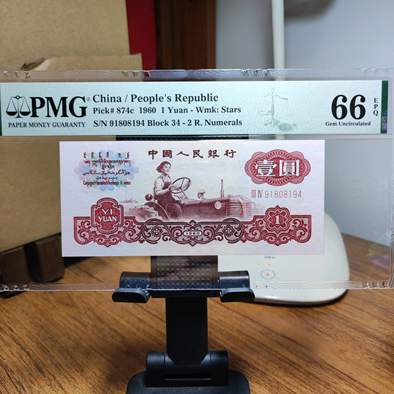 PMG
PAPER MONEY GUARANTY
China / People's Republic
Pick# 874c 1960 1 Yuan - Wmk: Stars
S/N 91808194 Block 34 - 2 R. Numerals
66 EPQ
Gem Uncirculated
中國人民銀行
壹圓
ⅢⅣ 91808194
YI
YUAN
1